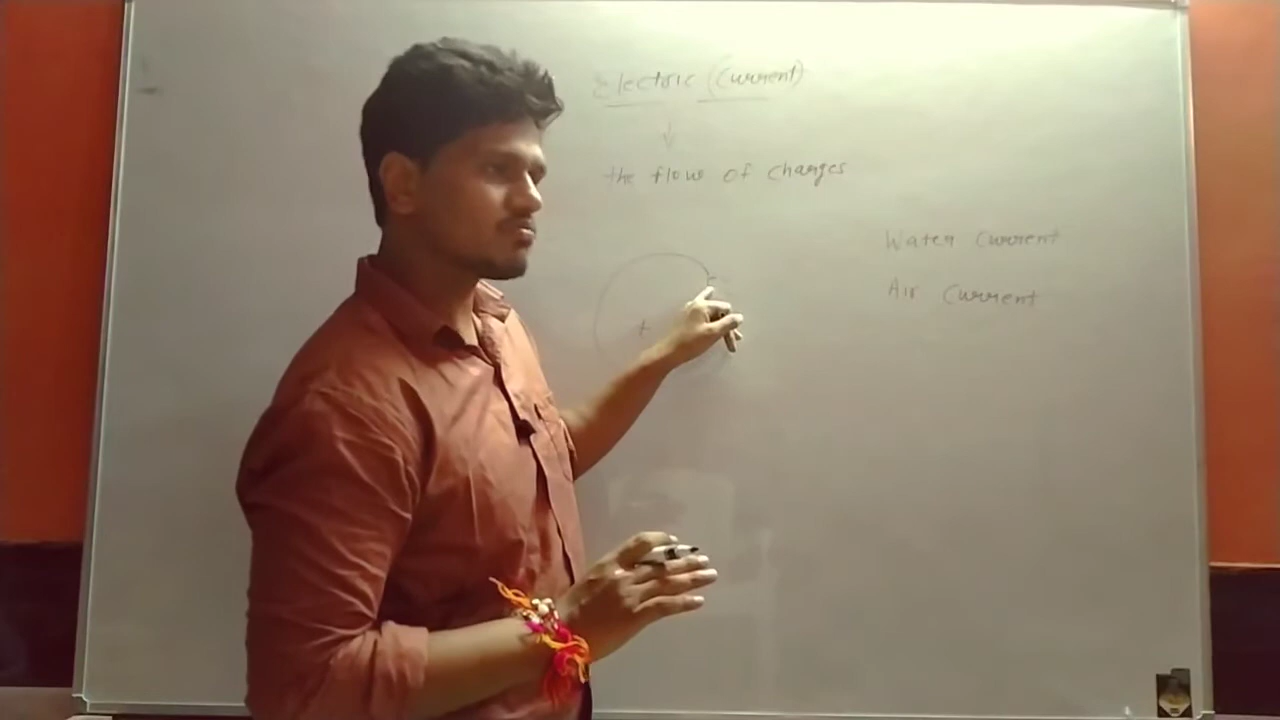 Electric (Current)
↓
the flow of charges
Water Current
Air Current
+
-